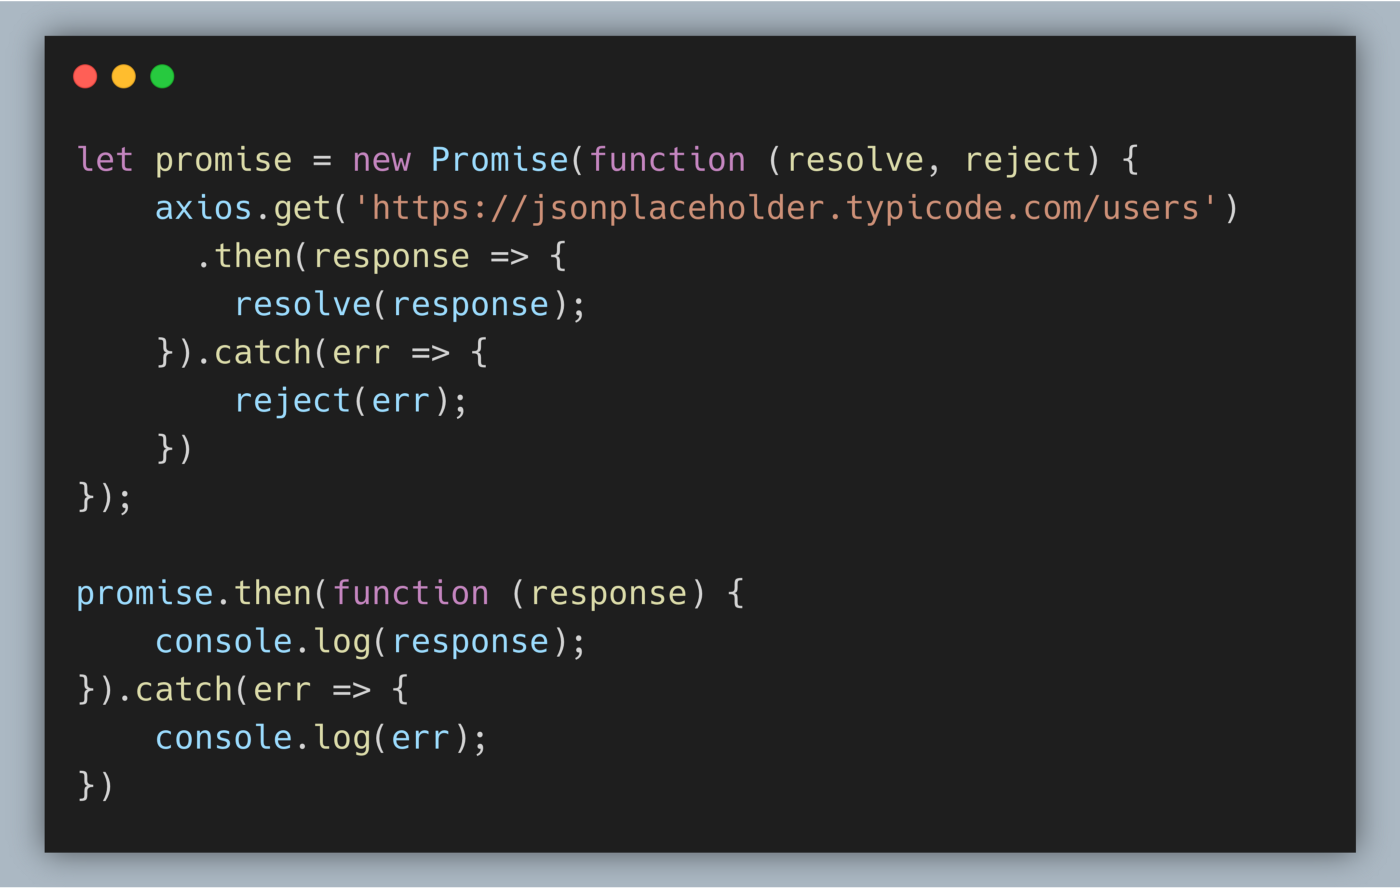 let promise = new Promise(function (resolve, reject) {
    axios.get('https://jsonplaceholder.typicode.com/users')
      .then(response => {
        resolve(response);
    }).catch(err => {
        reject(err);
    })
});

promise.then(function (response) {
    console.log(response);
}).catch(err => {
    console.log(err);
})